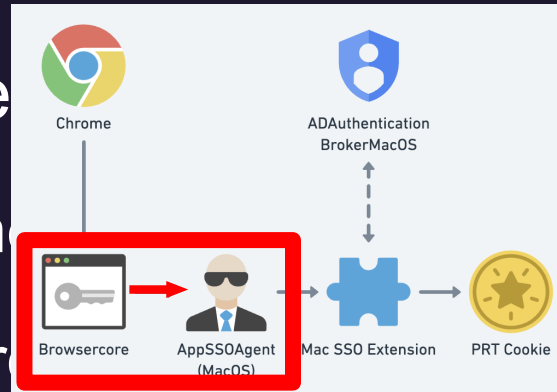 Chrome
ADAuthentication
BrokerMacOS
Browsercore
AppSSOAgent
(MacOS)
Mac SSO Extension
PRT Cookie